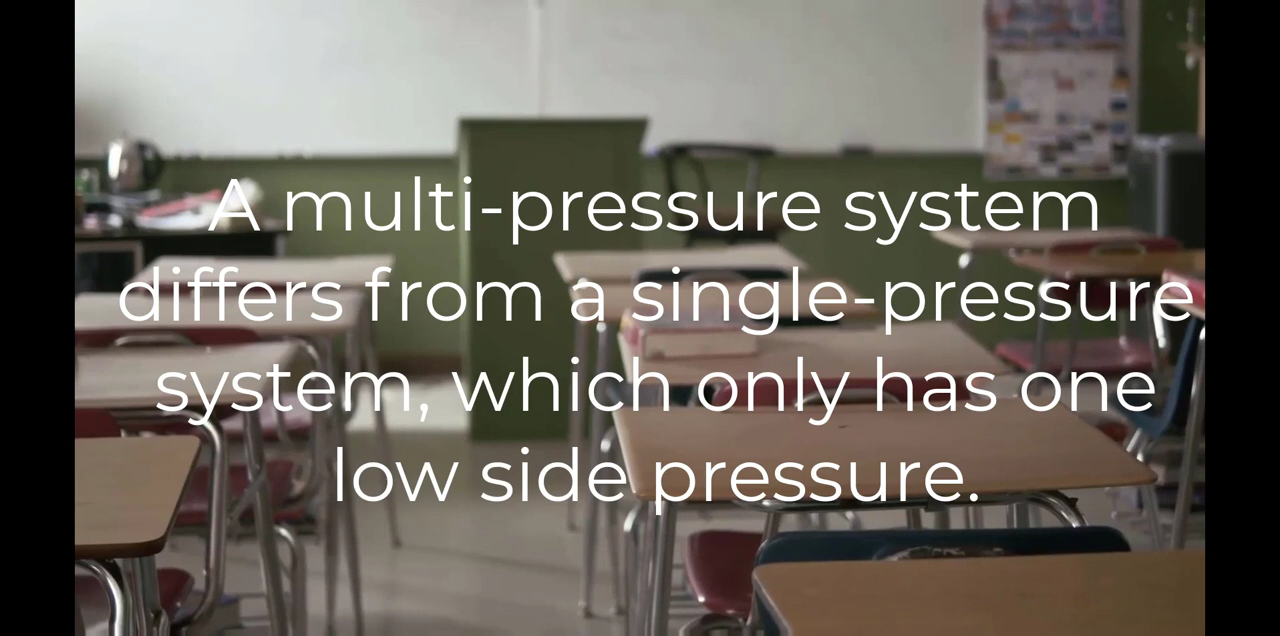 A multi-pressure system
differs from a single-pressure
system, which only has one
low side pressure.